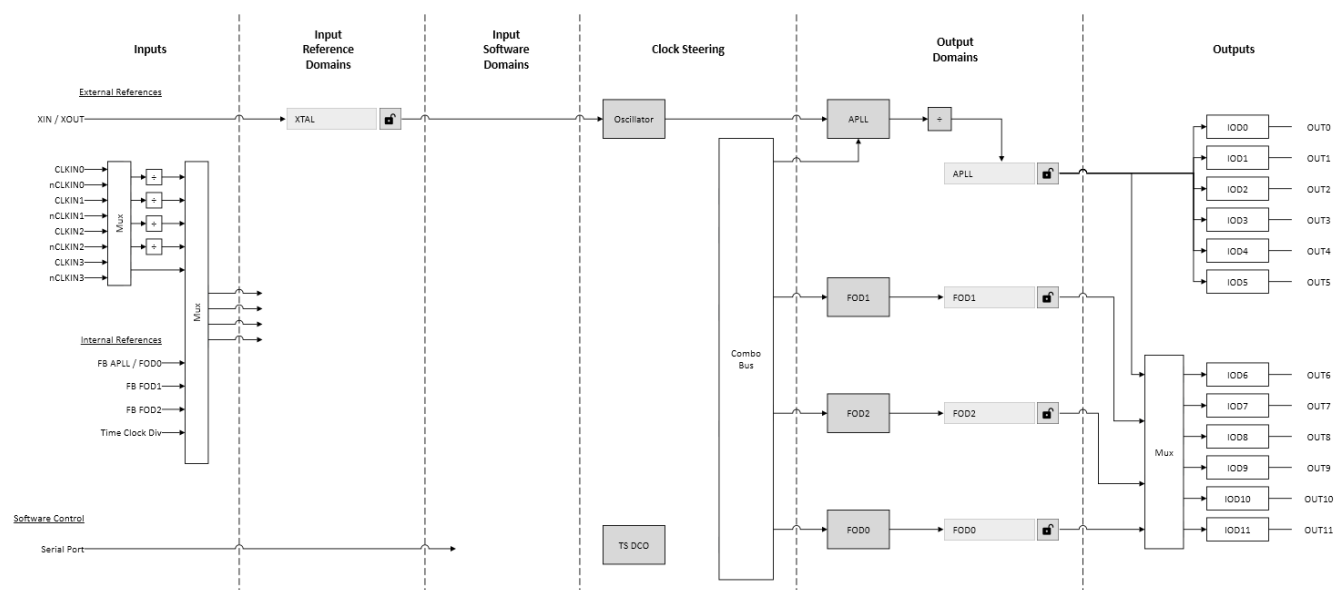 Inputs
Input
Reference
Domains
Input
Software
Domains
Clock Steering
Output
Domains
Outputs
External References
XIN / XOUT
XTAL
Oscillator
APLL
÷
APLL
CLKIN0
nCLKIN0
CLKIN1
nCLKIN1
CLKIN2
nCLKIN2
CLKIN3
nCLKIN3
Mux
÷
÷
÷
÷
Mux
Internal References
FB APLL / FOD0
FB FOD1
FB FOD2
Time Clock Div
Software Control
Serial Port
TS DCO
Combo
Bus
FOD1
FOD1
FOD2
FOD2
FOD0
FOD0
Mux
IOD0
OUT0
IOD1
OUT1
IOD2
OUT2
IOD3
OUT3
IOD4
OUT4
IOD5
OUT5
IOD6
OUT6
IOD7
OUT7
IOD8
OUT8
IOD9
OUT9
IOD10
OUT10
IOD11
OUT11